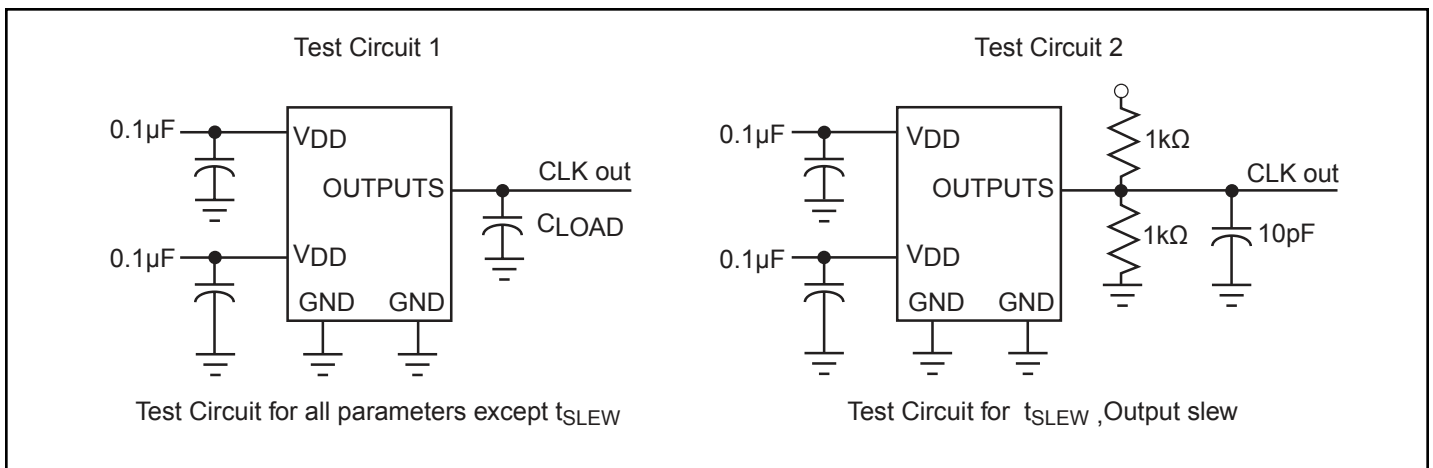 Test Circuit 1
0.1µF
VDD
OUTPUTS
CLK out
CLOAD
0.1µF
VDD
GND GND
Test Circuit for all parameters except tSLEW
Test Circuit 2
0.1µF
VDD
1kΩ
OUTPUTS
CLK out
0.1µF
VDD
1kΩ
10pF
GND GND
Test Circuit for tSLEW ,Output slew